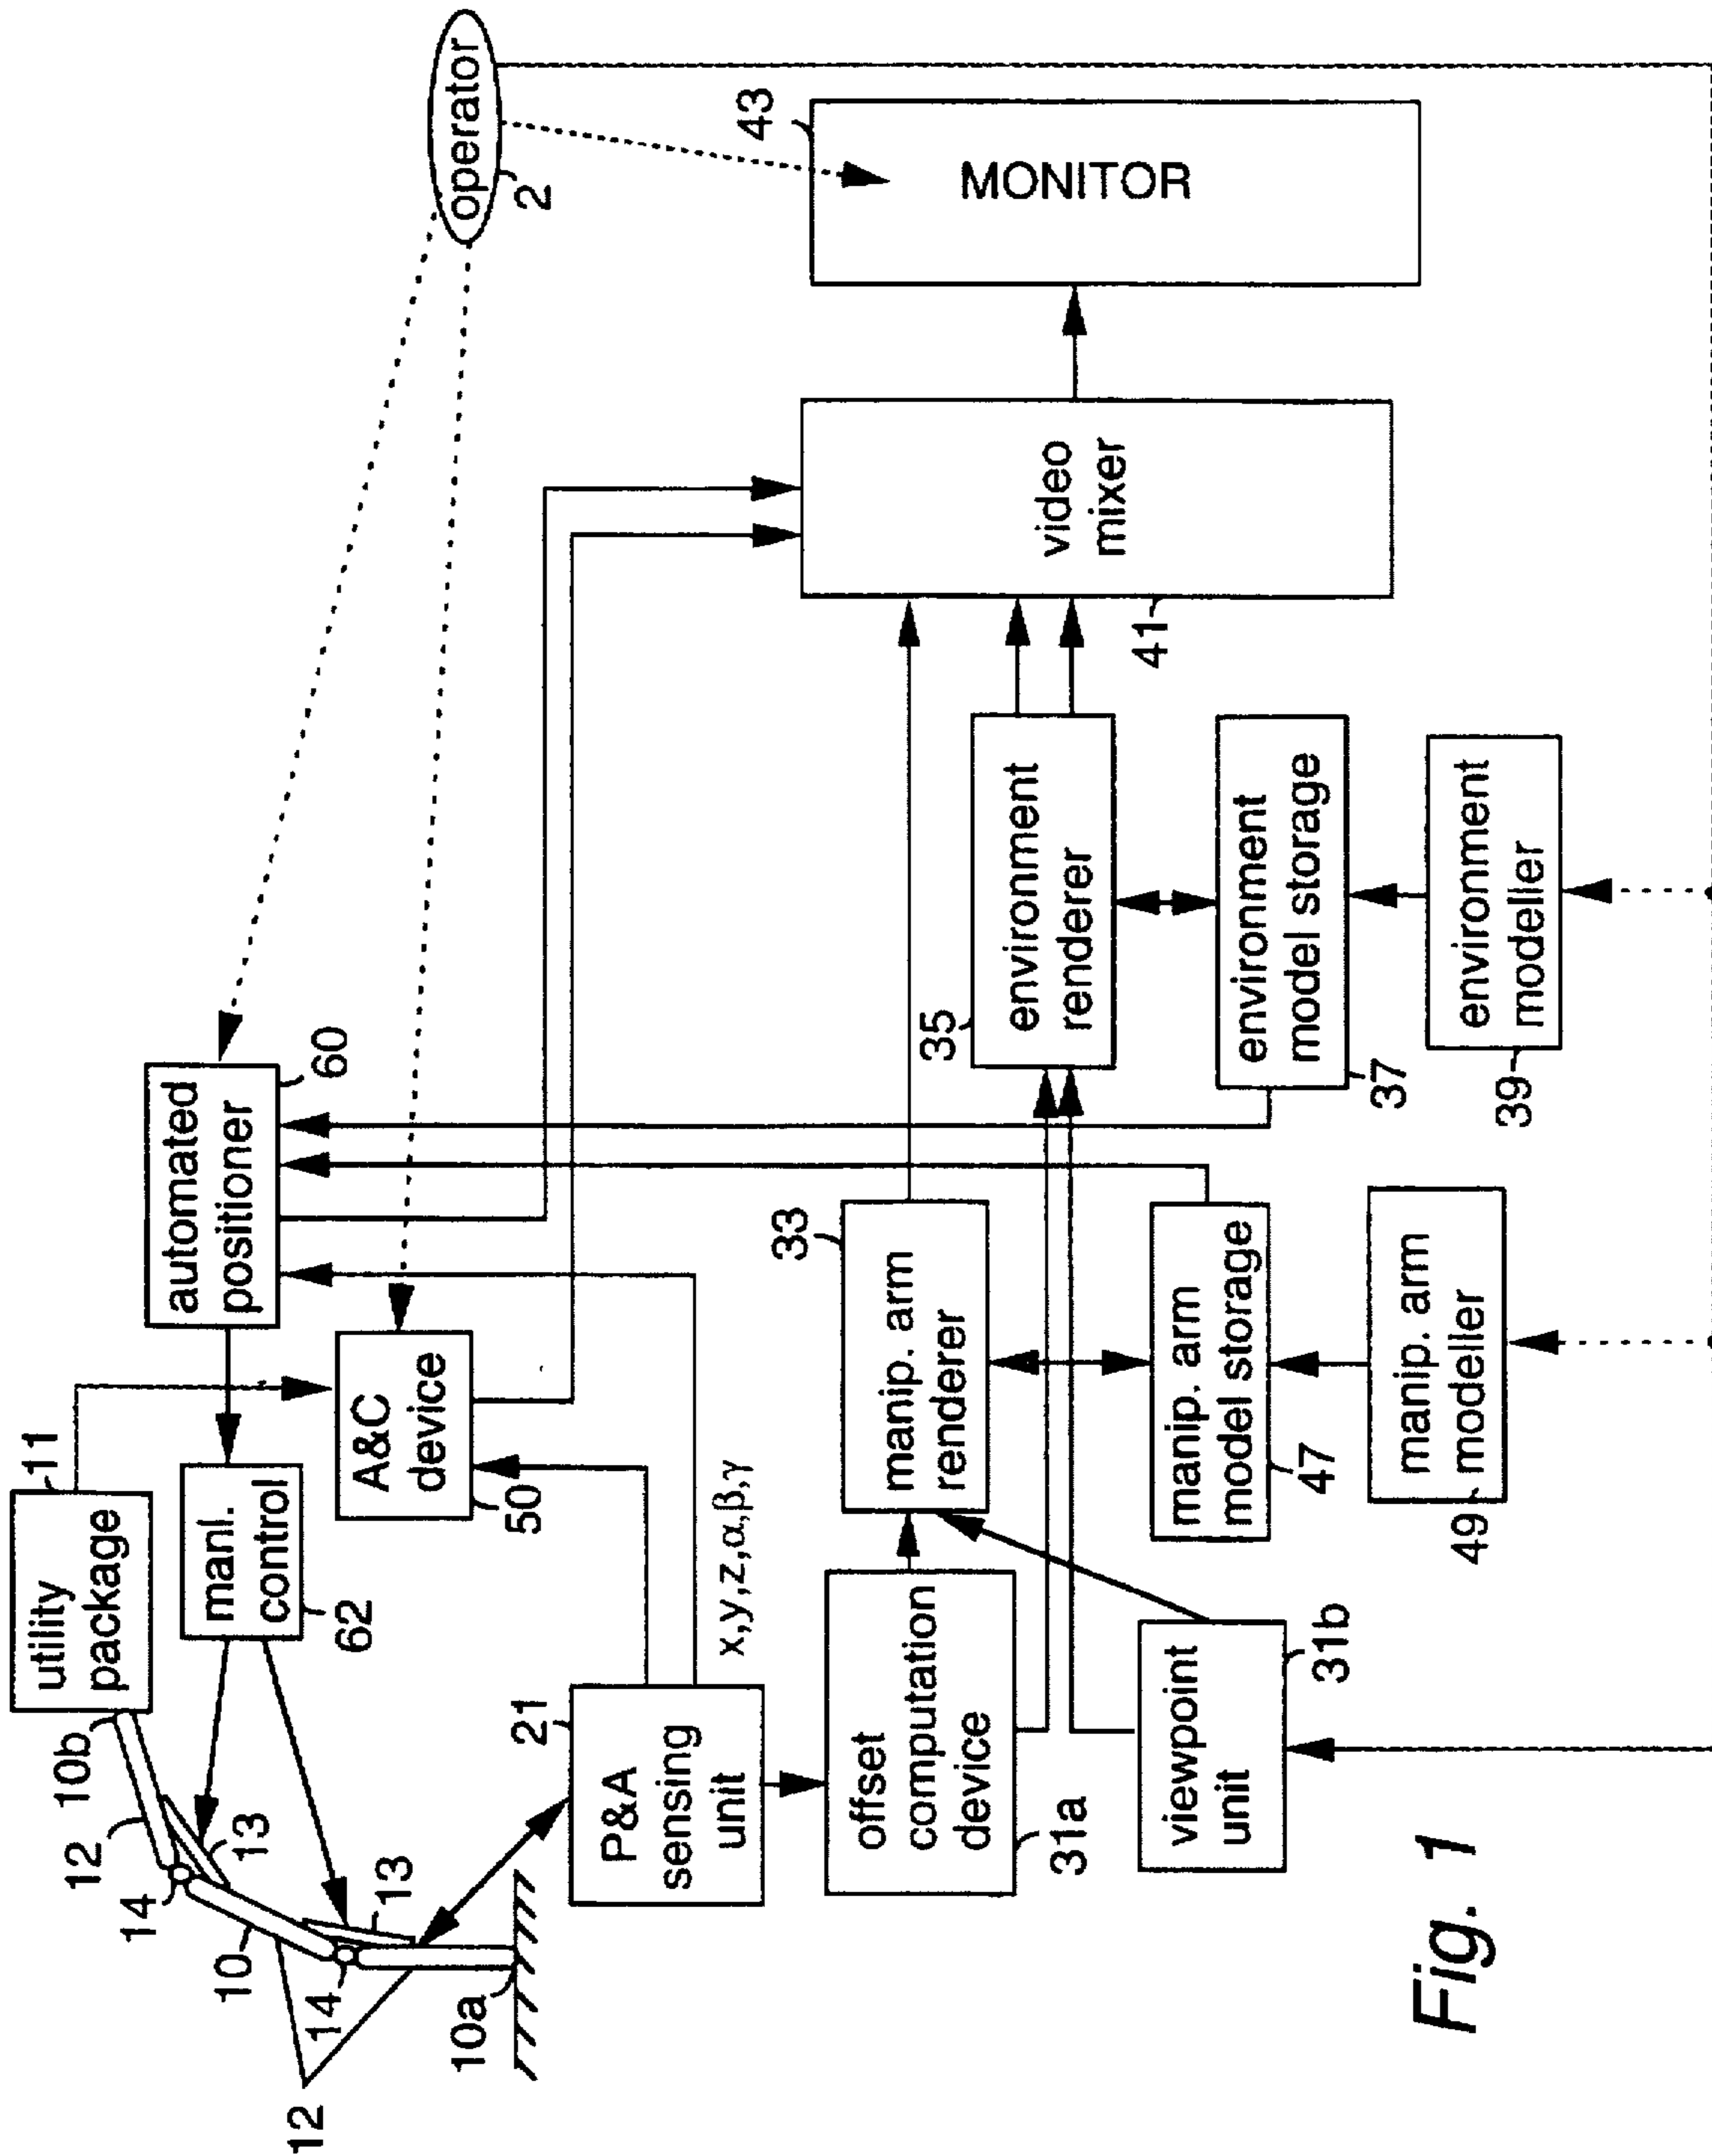 12
14
10
14
12
10b
13
13
10a
utility
package
11
manl.
control
62
automated
positioner
60
A&C
device
50
operator
2
21
P&A
sensing
unit
x,y,z,α,β,γ
offset
computation
device
31a
viewpoint
unit
31b
33
manip. arm
renderer
manip. arm
model storage
47
manip. arm
modeller
49
35
environment
renderer
environment
model storage
37
environment
modeller
39
video
mixer
41
43
MONITOR
Fig. 1